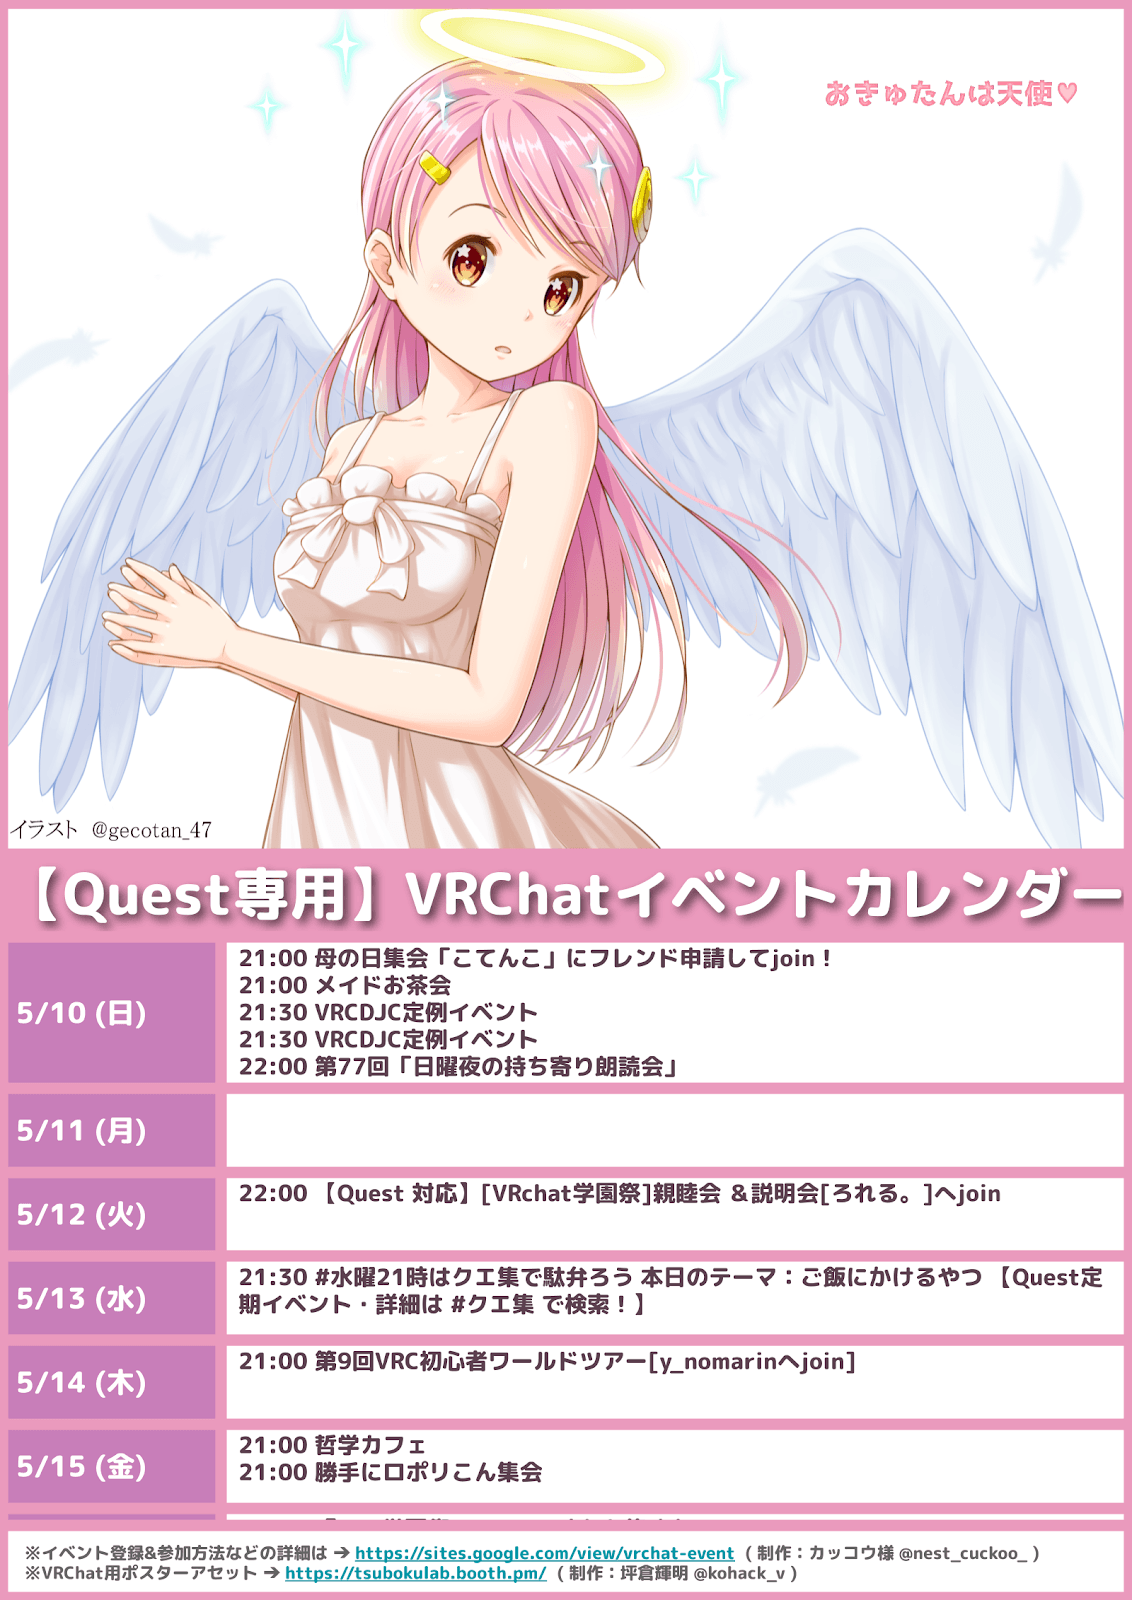 おきゅたんは天使♥
イラスト @gecotan_47
【Quest専用】VRChatイベントカレンダー
5/10 (日)
21:00 母の日集会「こてんこ」にフレンド申請してjoin！
21:00 メイドお茶会
21:30 VRCDJC定例イベント
21:30 VRCDJC定例イベント
22:00 第77回「日曜夜の持ち寄り朗読会」
5/11 (月)
5/12 (火)
22:00 【Quest 対応】[VRchat学園祭]親睦会 ＆説明会[ろれる。]へjoin
5/13 (水)
21:30 #水曜21時はクエ集で駄弁ろう 本日のテーマ：ご飯にかけるやつ 【Quest定
期イベント・詳細は #クエ集 で検索！】
5/14 (木)
21:00 第9回VRC初心者ワールドツアー[y_nomarinへjoin]
5/15 (金)
21:00 哲学カフェ
21:00 勝手にロポリこん集会
※イベント登録&参加方法などの詳細は ➔ https://sites.google.com/view/vrchat-event ( 制作：カッコウ様 @nest_cuckoo_ )
※VRChat用ポスターアセット ➔ https://tsubokulab.booth.pm/ ( 制作：坪倉輝明 @kohack_v )